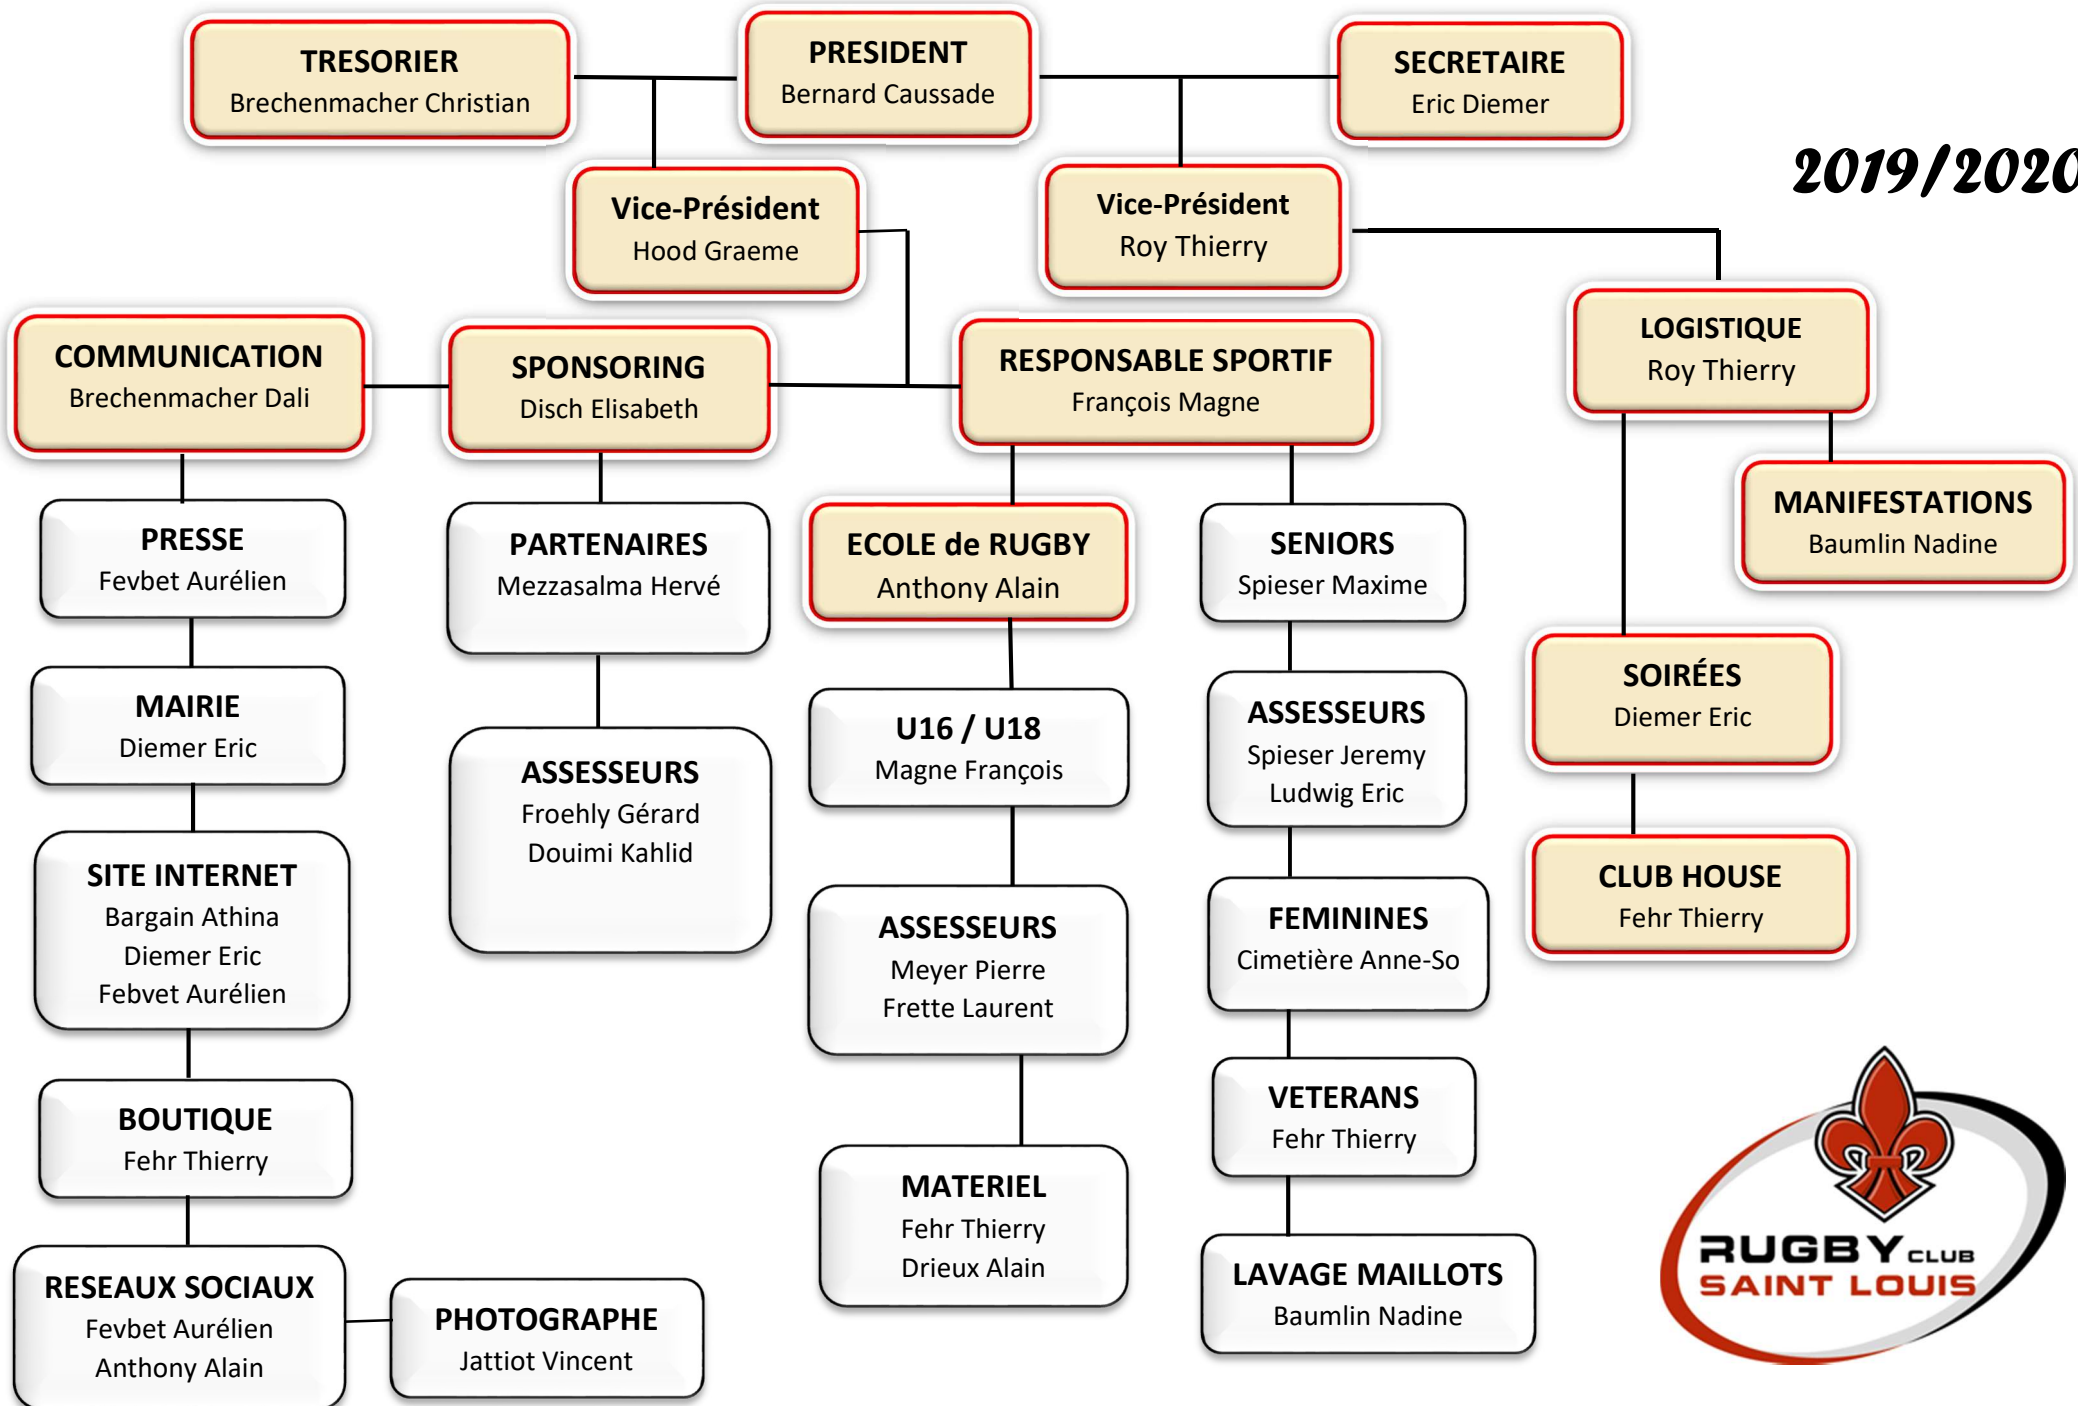 TRESORIER
Brechenmacher Christian
PRESIDENT
Bernard Caussade
SECRETAIRE
Eric Diemer
2019/2020
Vice-Président
Hood Graeme
Vice-Président
Roy Thierry
COMMUNICATION
Brechenmacher Dali
SPONSORING
Disch Elisabeth
RESPONSABLE SPORTIF
François Magne
LOGISTIQUE
Roy Thierry
MANIFESTATIONS
Baumlin Nadine
PRESSE
Fevbet Aurélien
MAIRIE
Diemer Eric
SITE INTERNET
Bargain Athina
Diemer Eric
Febvet Aurélien
BOUTIQUE
Fehr Thierry
RESEAUX SOCIAUX
Fevbet Aurélien
Anthony Alain
PHOTOGRAPHE
Jattiot Vincent
PARTENAIRES
Mezzasalma Hervé
ASSESSEURS
Froehly Gérard
Douimi Kahlid
ECOLE de RUGBY
Anthony Alain
U16 / U18
Magne François
ASSESSEURS
Meyer Pierre
Frette Laurent
MATERIEL
Fehr Thierry
Drieux Alain
SENIORS
Spieser Maxime
ASSESSEURS
Spieser Jeremy
Ludwig Eric
FEMININES
Cimetière Anne-So
VETERANS
Fehr Thierry
LAVAGE MAILLOTS
Baumlin Nadine
SOIRÉES
Diemer Eric
CLUB HOUSE
Fehr Thierry
RUGBY CLUB
SAINT LOUIS